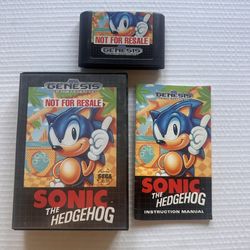 NOT FOR RESALE
GENESIS
GENESIS
NOT FOR RESALE
SEGA
SONIC
THE
HEDGEHOG
GENESIS
SONIC
THE
HEDGEHOG
INSTRUCTION MANUAL